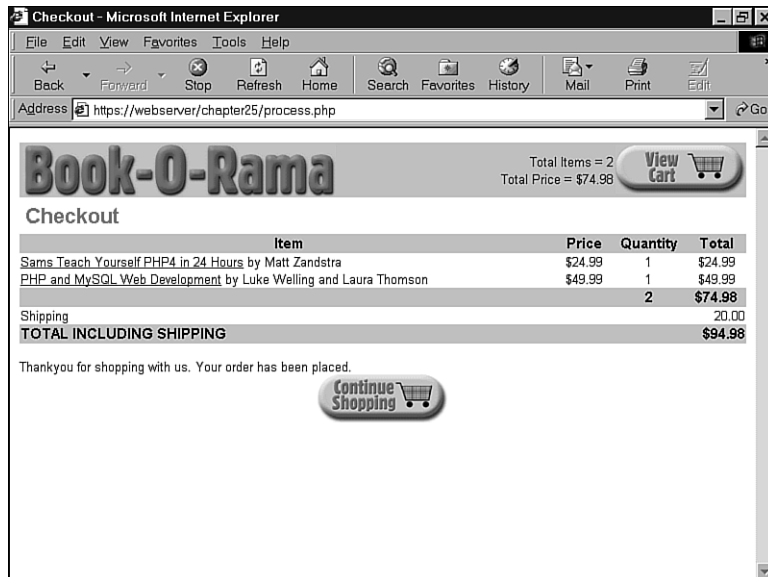 Checkout - Microsoft Internet Explorer
File Edit View Favorites Tools Help
Back Forward Stop Refresh Home Search Favorites History Mail Print Edit
Address https://webserver/chapter25/process.php Go
Book-O-Rama
Total Items = 2
Total Price = $74.98
View
Cart
Checkout
Item Price Quantity Total
Sams Teach Yourself PHP4 in 24 Hours by Matt Zandstra $24.99 1 $24.99
PHP and MySQL Web Development by Luke Welling and Laura Thomson $49.99 1 $49.99
2 $74.98
Shipping 20.00
TOTAL INCLUDING SHIPPING $94.98
Thankyou for shopping with us. Your order has been placed.
Continue
Shopping